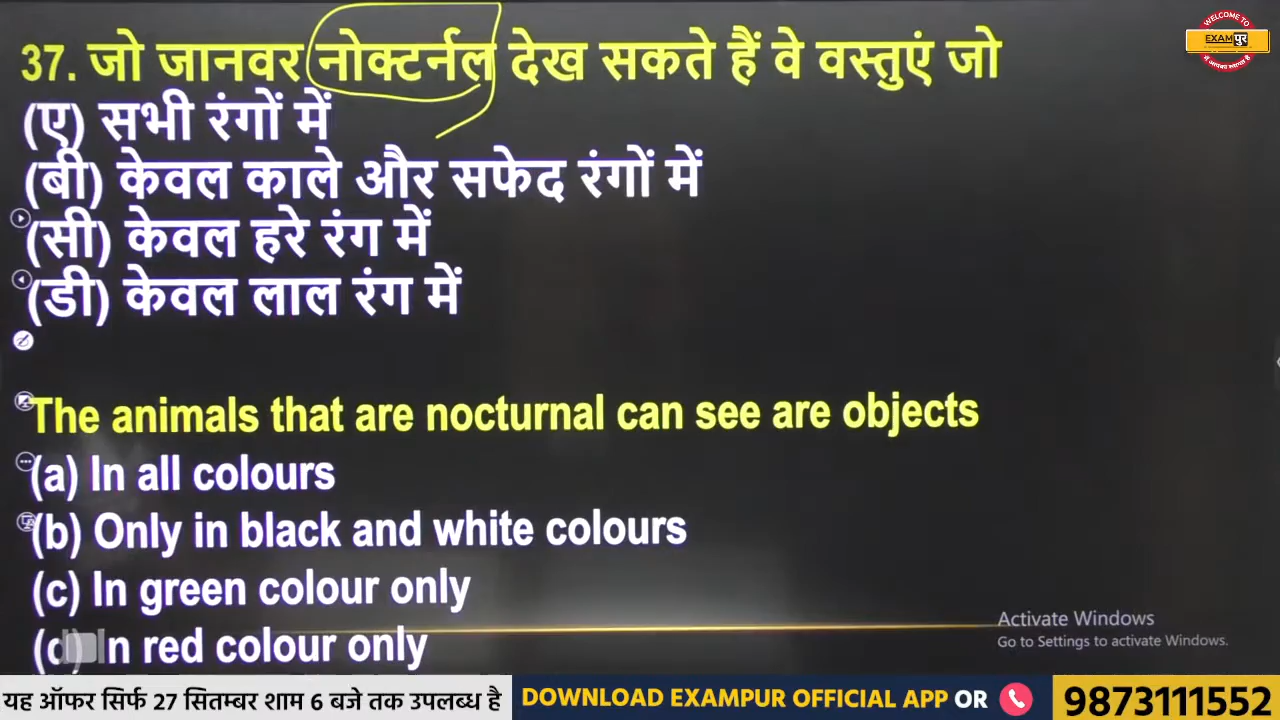 37. जो जानवर नोक्टर्नल देख सकते हैं वे वस्तुएं जो
(ए) सभी रंगों में
(बी) केवल काले और सफेद रंगों में
(सी) केवल हरे रंग में
(डी) केवल लाल रंग में
The animals that are nocturnal can see are objects
(a) In all colours
(b) Only in black and white colours
(c) In green colour only
(d) In red colour only
WELCOME TO
EXAMपुर
Activate Windows
Go to Settings to activate Windows.
यह ऑफर सिर्फ 27 सितम्बर शाम 6 बजे तक उपलब्ध है
DOWNLOAD EXAMPUR OFFICIAL APP OR
9873111552